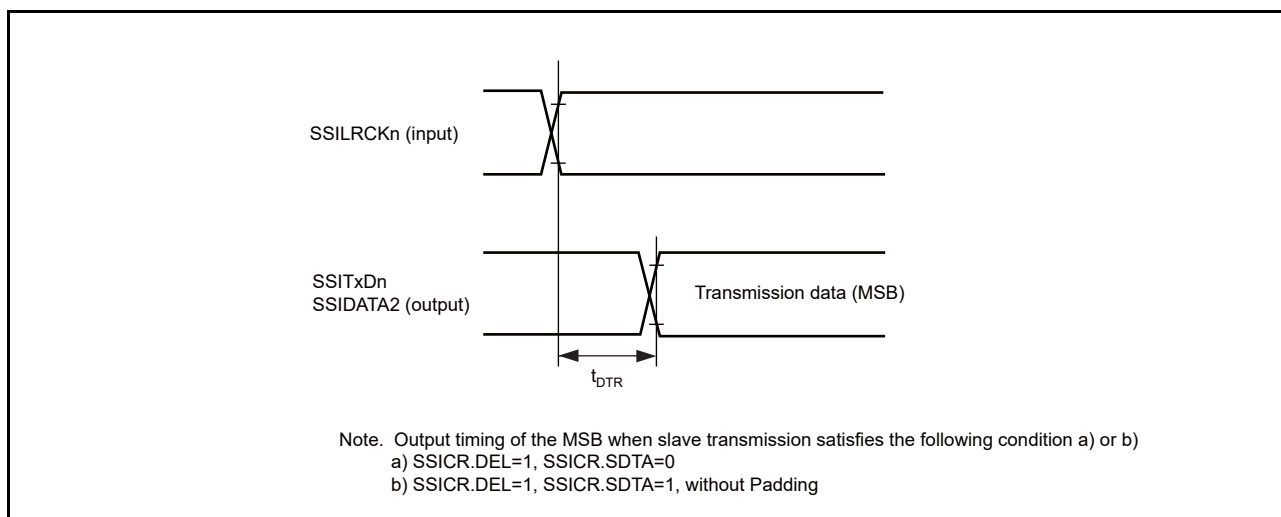 SSILRCKn (input)
SSITxDn
SSIDATA2 (output)
Transmission data (MSB)
tDTR
Note. Output timing of the MSB when slave transmission satisfies the following condition a) or b)
a) SSICR.DEL=1, SSICR.SDTA=0
b) SSICR.DEL=1, SSICR.SDTA=1, without Padding